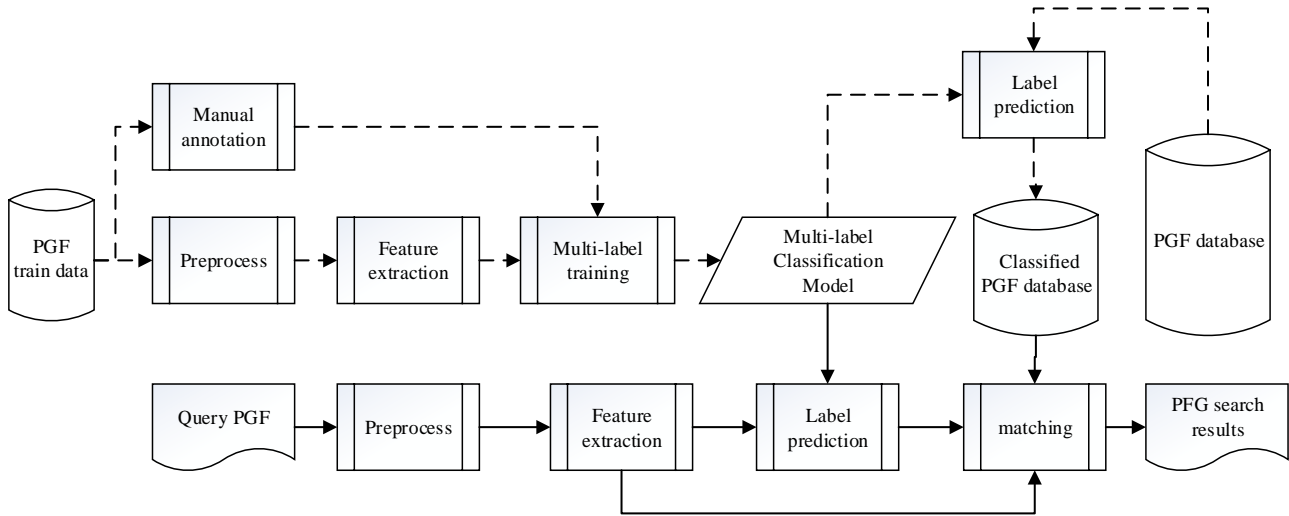 Label
prediction
Manual
annotation
PGF
train data
Preprocess
Feature
extraction
Multi-label
training
Multi-label
Classification
Model
Classified
PGF database
PGF database
Query PGF
Preprocess
Feature
extraction
Label
prediction
matching
PFG search
results